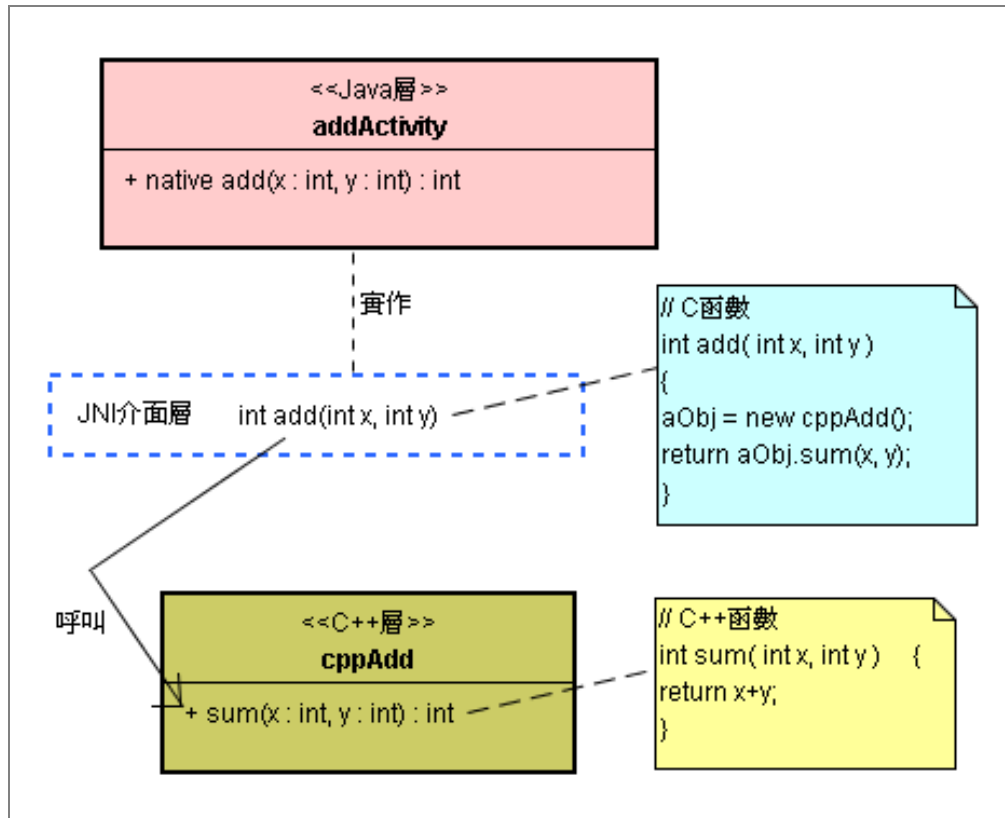 <<Java層>>
addActivity
+ native add(x : int, y : int) : int
實作
// C函數
int add( int x, int y )
{
aObj = new cppAdd();
return aObj.sum(x, y);
}
JNI介面層 int add(int x, int y)
呼叫
<<C++層>>
cppAdd
+ sum(x : int, y : int) : int
// C++函數
int sum( int x, int y ) {
return x+y;
}